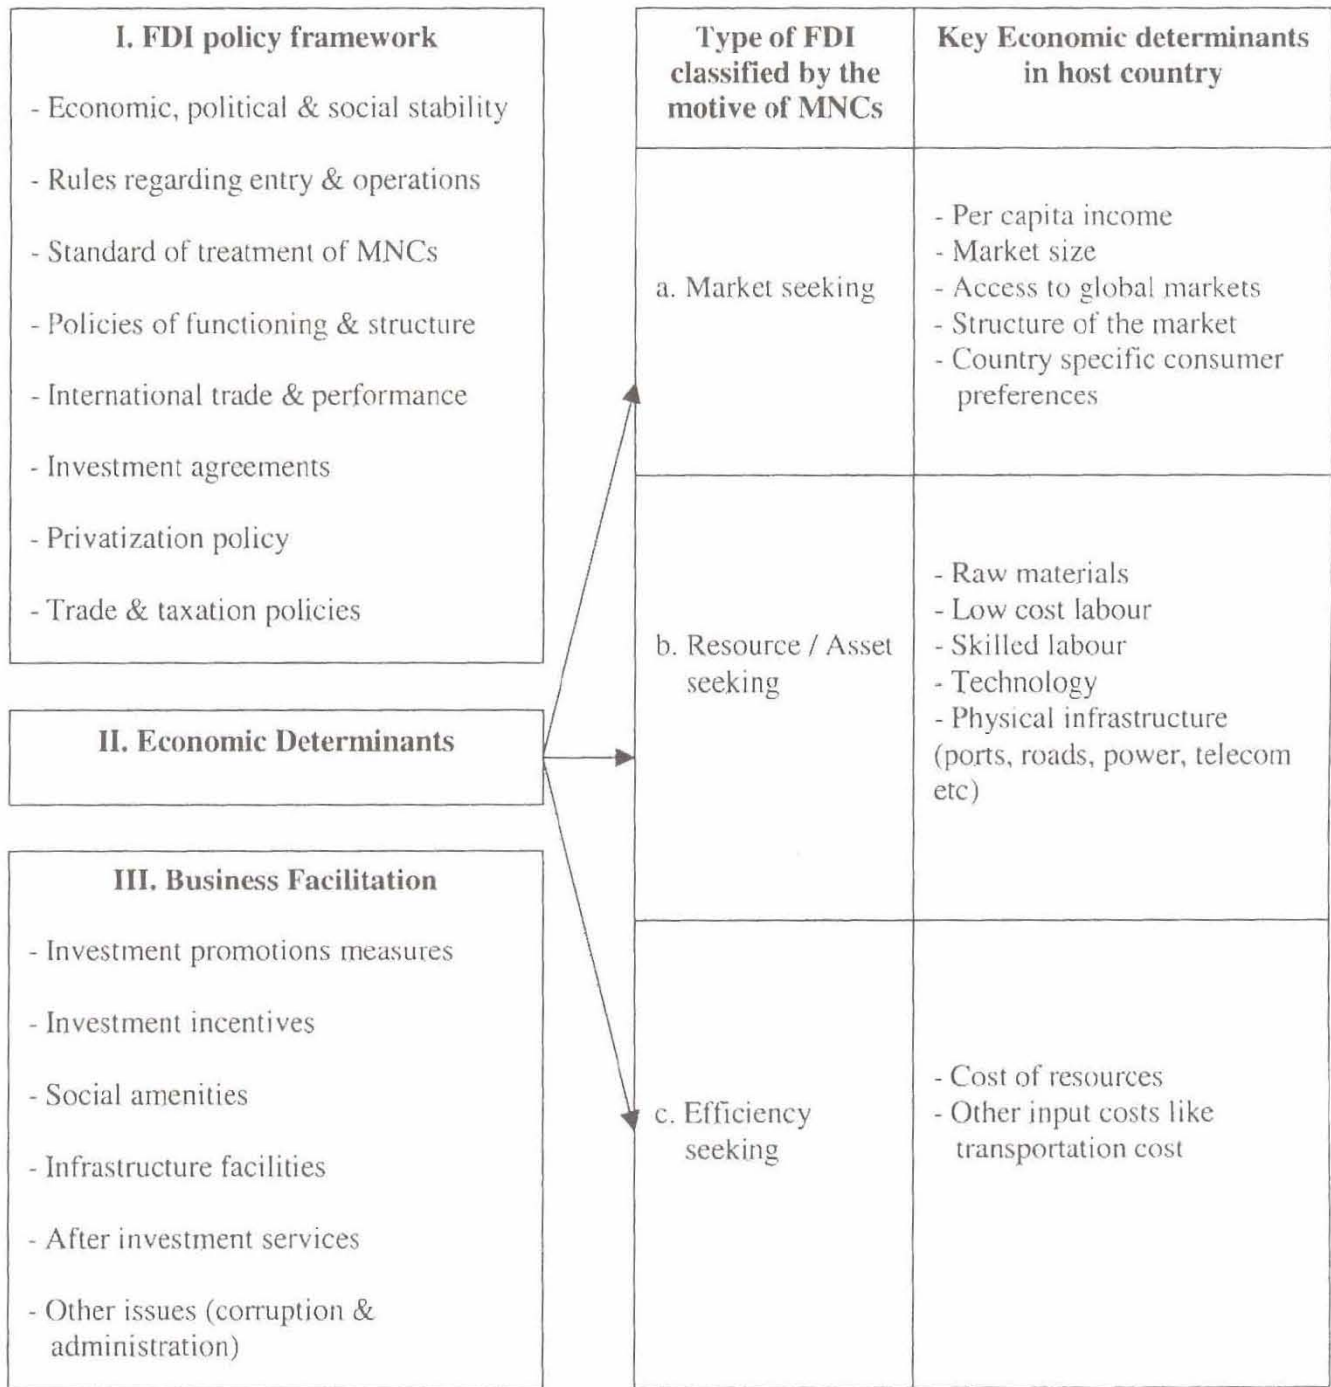 I. FDI policy framework
- Economic, political & social stability
- Rules regarding entry & operations
- Standard of treatment of MNCs
- Policies of functioning & structure
- International trade & performance
- Investment agreements
- Privatization policy
- Trade & taxation policies
II. Economic Determinants
III. Business Facilitation
- Investment promotions measures
- Investment incentives
- Social amenities
- Infrastructure facilities
- After investment services
- Other issues (corruption &
administration)
Type of FDI
classified by the
motive of MNCs
Key Economic determinants
in host country
a. Market seeking
- Per capita income
- Market size
- Access to global markets
- Structure of the market
- Country specific consumer
preferences
b. Resource / Asset
seeking
- Raw materials
- Low cost labour
- Skilled labour
- Technology
- Physical infrastructure
(ports, roads, power, telecom
etc)
c. Efficiency
seeking
- Cost of resources
- Other input costs like
transportation cost